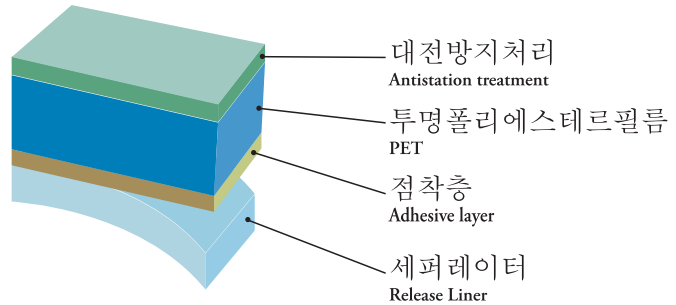 대전방지처리
Antistation treatment
투명폴리에스테르필름
PET
점착층
Adhesive layer
세퍼레이터
Release Liner